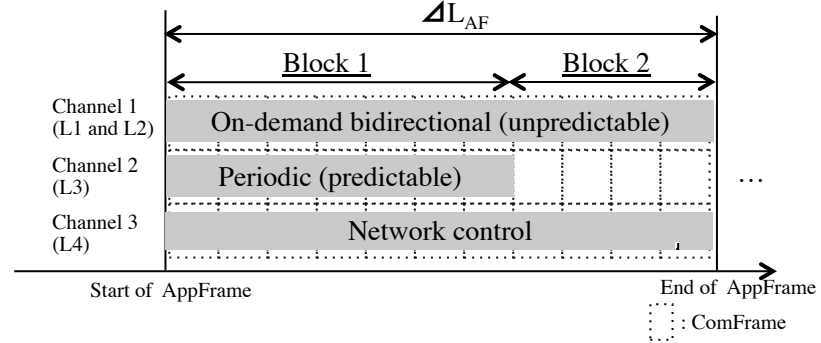 ⊿L_AF
Block 1
Block 2
Channel 1
(L1 and L2)
On-demand bidirectional (unpredictable)
Channel 2
(L3)
Periodic (predictable)
...
Channel 3
(L4)
Network control
Start of AppFrame
End of AppFrame
: ComFrame